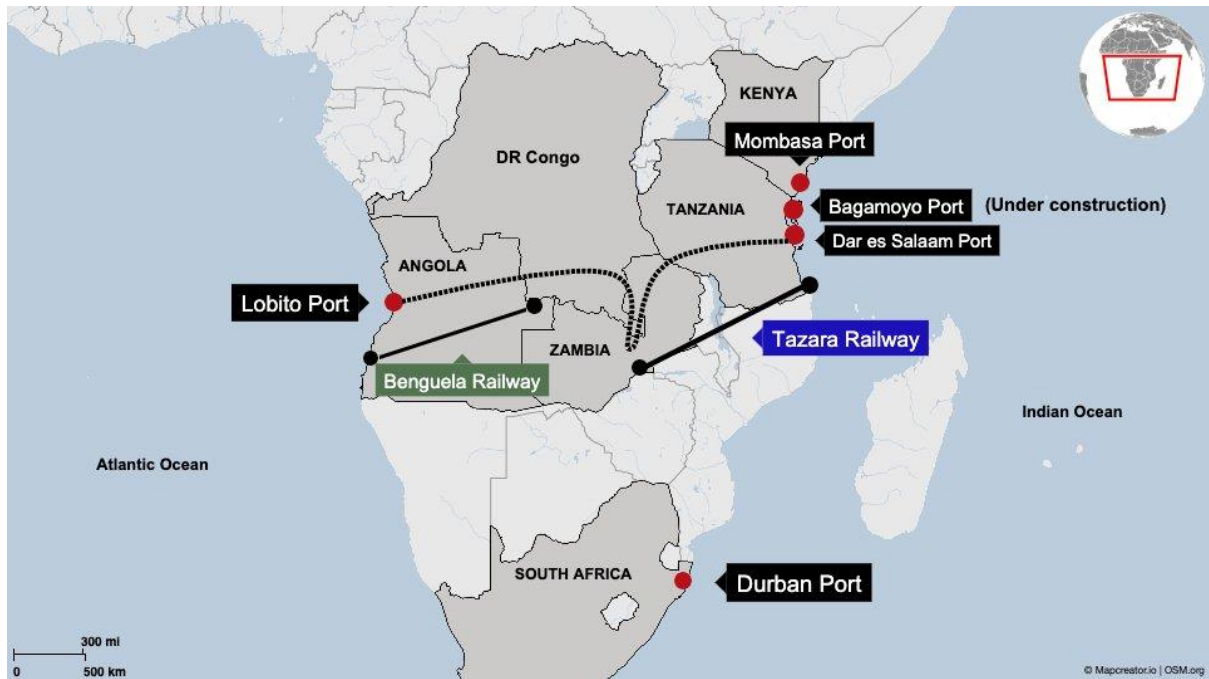 KENYA
Mombasa Port
DR Congo
TANZANIA
Bagamoyo Port
(Under construction)
Dar es Salaam Port
ANGOLA
Lobito Port
ZAMBIA
Tazara Railway
Benguela Railway
Indian Ocean
Atlantic Ocean
SOUTH AFRICA
Durban Port
300 mi
0
500 km
© Mapcreator.io | OSM.org